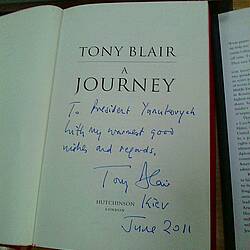 TONY BLAIR
A
JOURNEY
To President Yanukovych
With my warmest good
wishes and regards,
Tony Blair
HUTCHINSON
LONDON
Kiev
June 2011